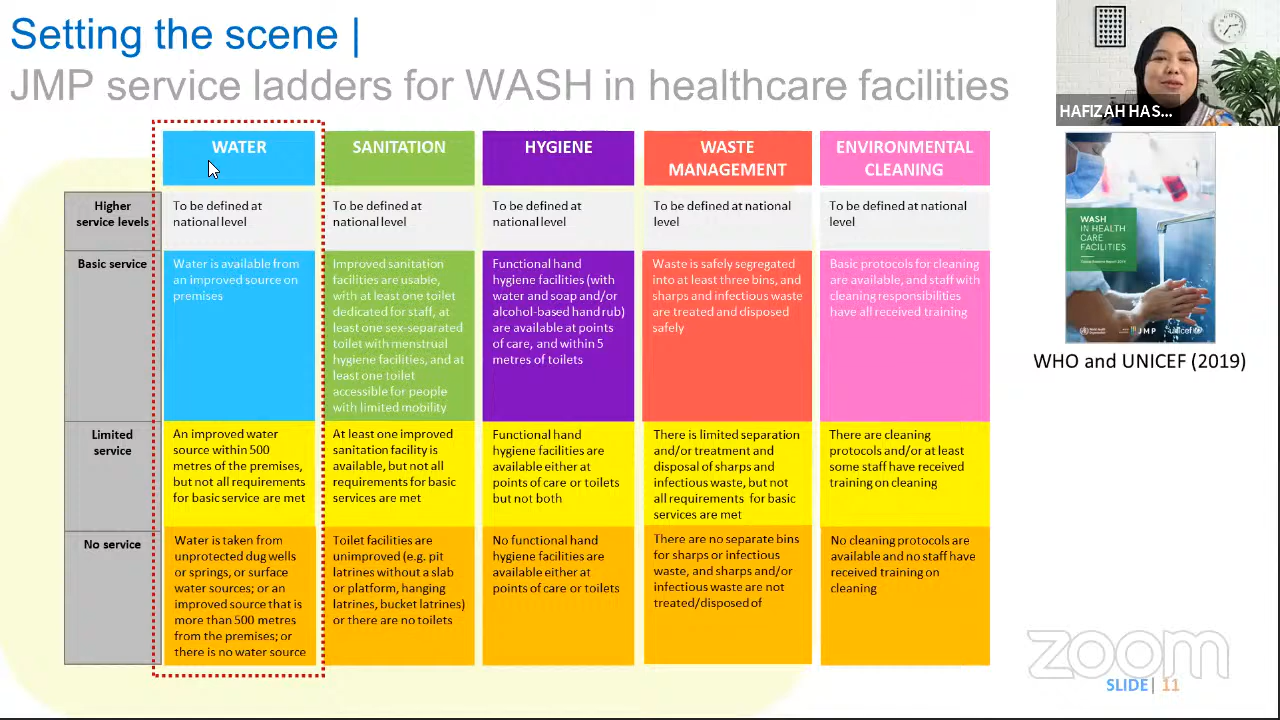 Setting the scene |
JMP service ladders for WASH in healthcare facilities
HAFIZAH HAS...
WATER
SANITATION
HYGIENE
WASTE
MANAGEMENT
ENVIRONMENTAL
CLEANING
Higher
service levels
To be defined at
national level
To be defined at
national level
To be defined at
national level
To be defined at national
level
To be defined at national
level
Basic service
Water is available from
an improved source on
premises
Improved sanitation
facilities are usable,
with at least one toilet
dedicated for staff, at
least one sex-separated
toilet with menstrual
hygiene facilities, and at
least one toilet
accessible for people
with limited mobility
Functional hand
hygiene facilities (with
water and soap and/or
alcohol-based hand rub)
are available at points
of care, and within 5
metres of toilets
Waste is safely segregated
into at least three bins, and
sharps and infectious waste
are treated and disposed
safely
Basic protocols for cleaning
are available, and staff with
cleaning responsibilities
have all received training
Limited
service
An improved water
source within 500
metres of the premises,
but not all requirements
for basic service are met
At least one improved
sanitation facility is
available, but not all
requirements for basic
services are met
Functional hand
hygiene facilities are
available either at
points of care or toilets
but not both
There is limited separation
and/or treatment and
disposal of sharps and
infectious waste, but not
all requirements for basic
services are met
There are cleaning
protocols and/or at least
some staff have received
training on cleaning
No service
Water is taken from
unprotected dug wells
or springs, or surface
water sources; or an
improved source that is
more than 500 metres
from the premises; or
there is no water source
Toilet facilities are
unimproved (e.g. pit
latrines without a slab
or platform, hanging
latrines, bucket latrines)
or there are no toilets
No functional hand
hygiene facilities are
available either at
points of care or toilets
There are no separate bins
for sharps or infectious
waste, and sharps and/or
infectious waste are not
treated/disposed of
No cleaning protocols are
available and no staff have
received training on
cleaning
WASH
IN HEALTH
CARE
FACILITIES
JMP
unicef
WHO and UNICEF (2019)
zoom
SLIDE | 11